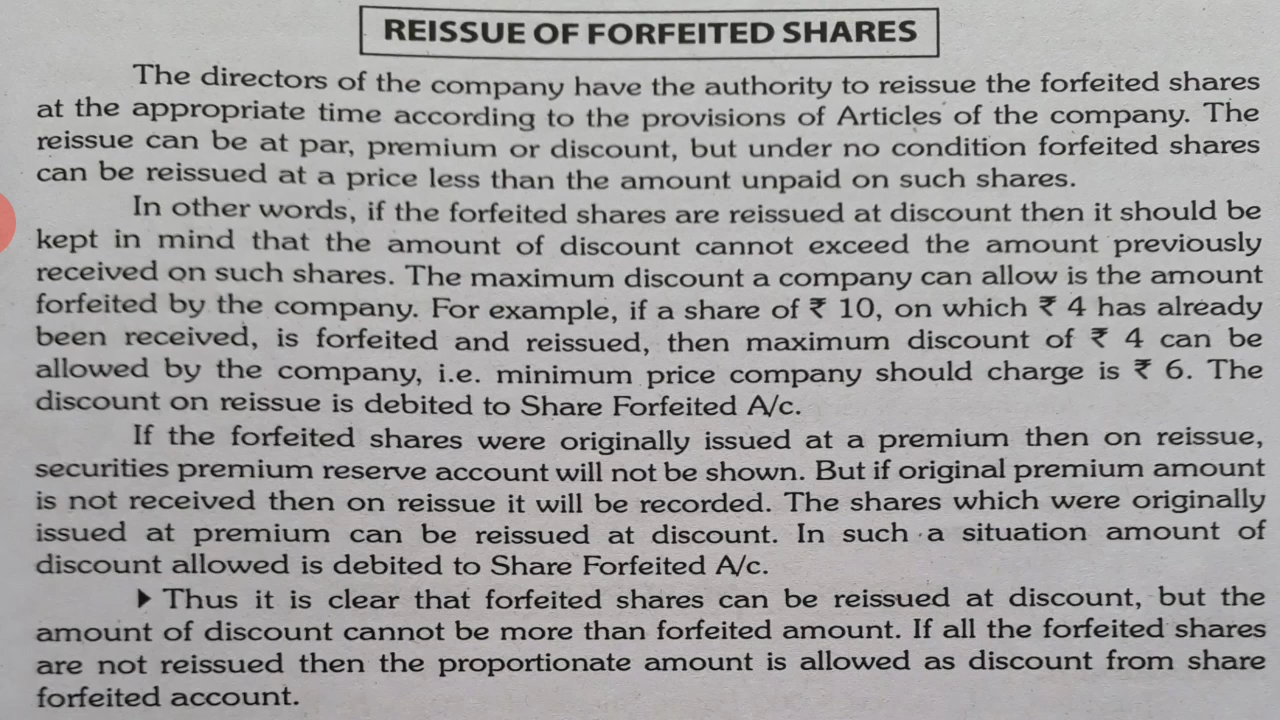 REISSUE OF FORFEITED SHARES
The directors of the company have the authority to reissue the forfeited shares
at the appropriate time according to the provisions of Articles of the company. The
reissue can be at par, premium or discount, but under no condition forfeited shares
can be reissued at a price less than the amount unpaid on such shares.
In other words, if the forfeited shares are reissued at discount then it should be
kept in mind that the amount of discount cannot exceed the amount previously
received on such shares. The maximum discount a company can allow is the amount
forfeited by the company. For example, if a share of ₹ 10, on which ₹ 4 has already
been received, is forfeited and reissued, then maximum discount of ₹ 4 can be
allowed by the company, i.e. minimum price company should charge is ₹ 6. The
discount on reissue is debited to Share Forfeited A/c.
If the forfeited shares were originally issued at a premium then on reissue,
securities premium reserve account will not be shown. But if original premium amount
is not received then on reissue it will be recorded. The shares which were originally
issued at premium can be reissued at discount. In such a situation amount of
discount allowed is debited to Share Forfeited A/c.
▶ Thus it is clear that forfeited shares can be reissued at discount, but the
amount of discount cannot be more than forfeited amount. If all the forfeited shares
are not reissued then the proportionate amount is allowed as discount from share
forfeited account.